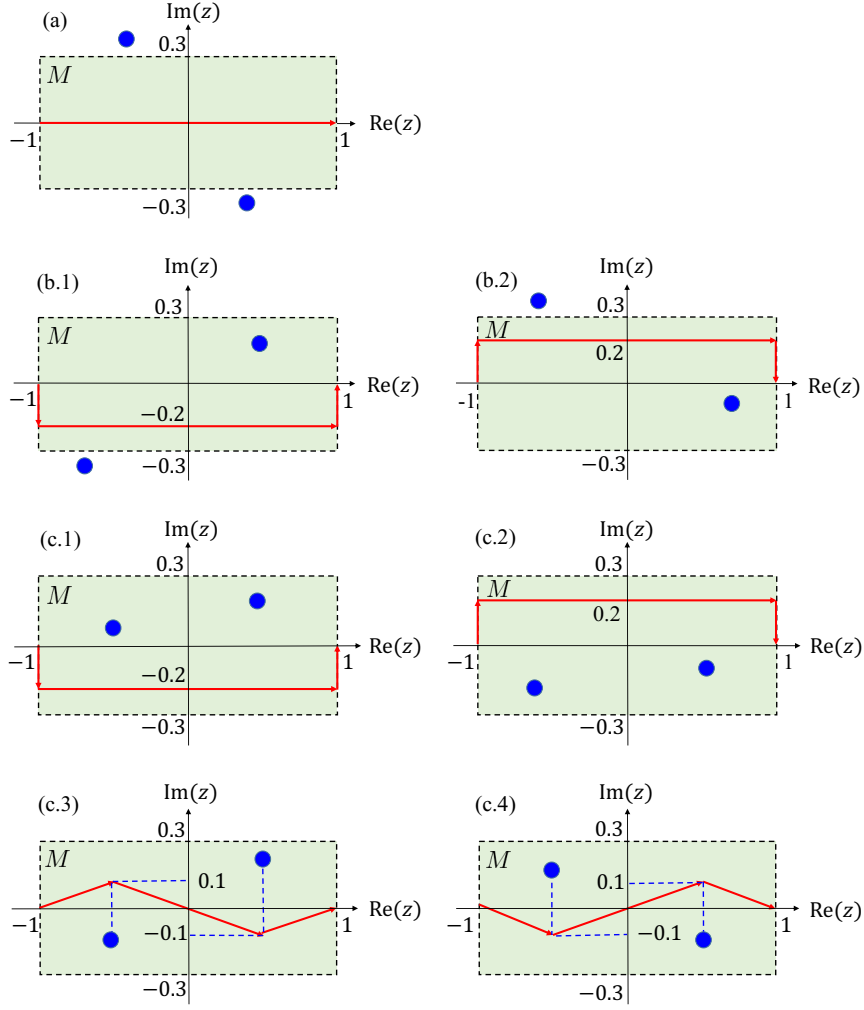 (a)
Im(z)
0.3
M
−1
1
Re(z)
−0.3
(b.1)
Im(z)
0.3
M
−1
1
Re(z)
−0.2
−0.3
(b.2)
Im(z)
0.3
M
0.2
-1
1
Re(z)
−0.3
(c.1)
Im(z)
0.3
M
−1
1
Re(z)
−0.2
−0.3
(c.2)
Im(z)
0.3
M
0.2
−1
1
Re(z)
−0.3
(c.3)
Im(z)
0.3
M
0.1
−1
1
Re(z)
−0.1
−0.3
(c.4)
Im(z)
0.3
M
0.1
−1
1
Re(z)
−0.1
−0.3